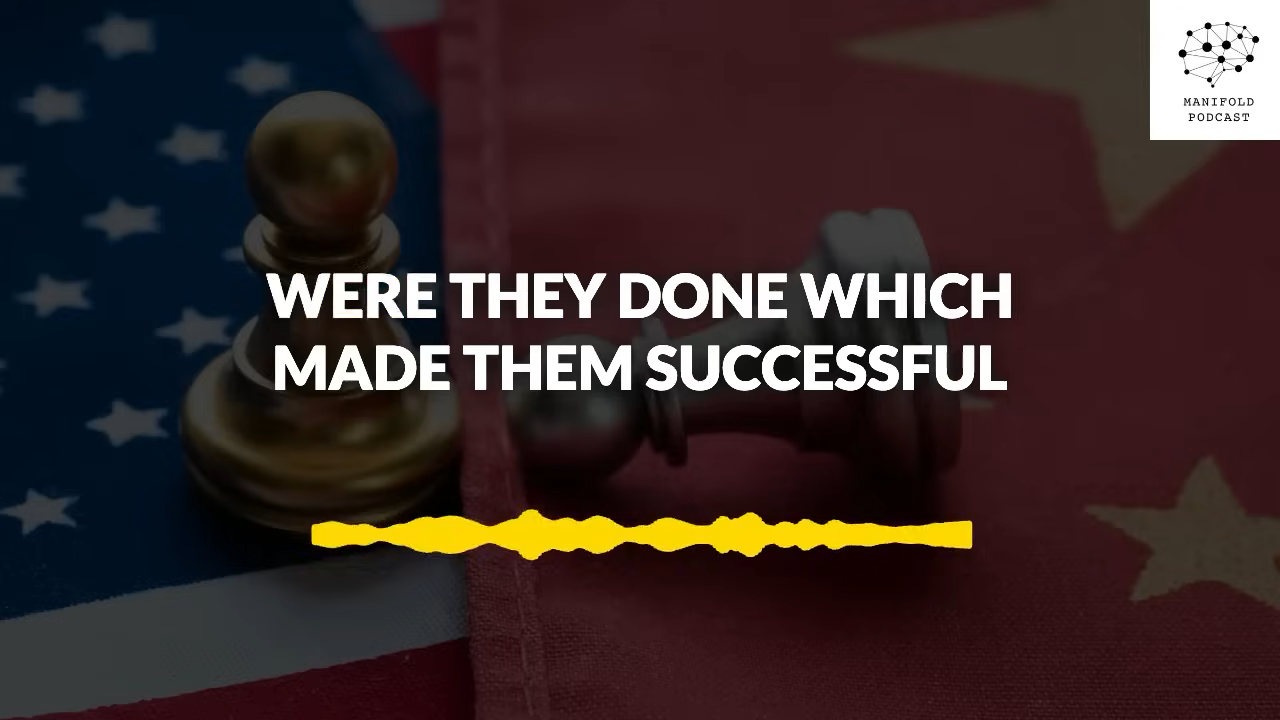 MANIFOLD
PODCAST
WERE THEY DONE WHICH
MADE THEM SUCCESSFUL